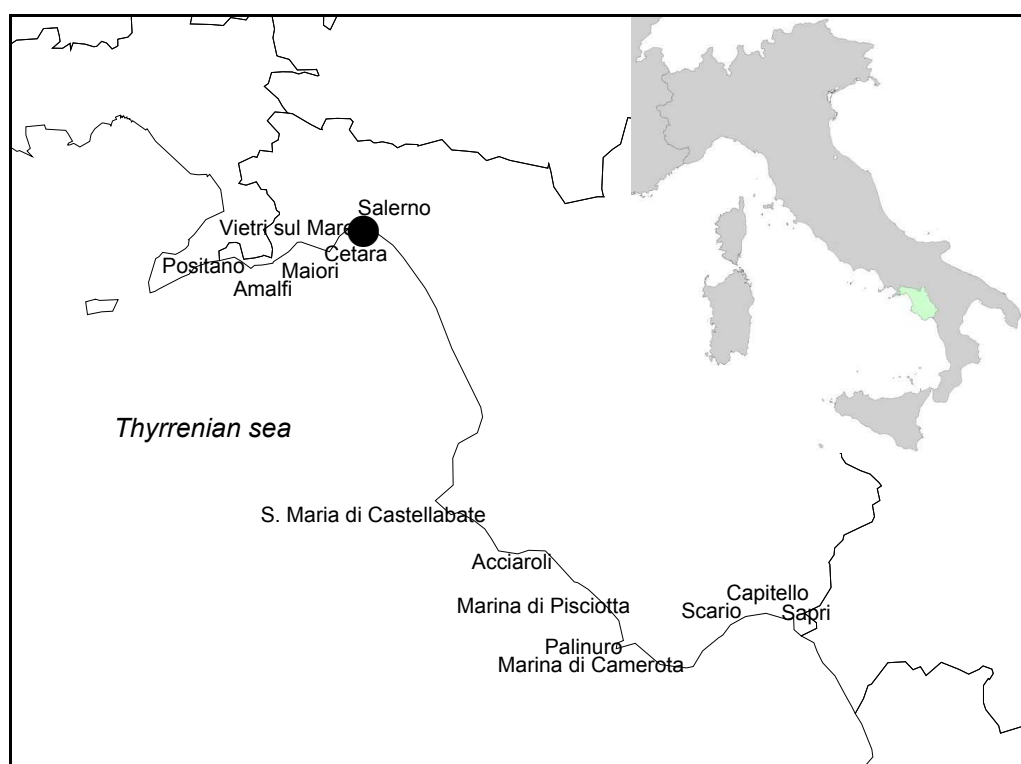 Salerno
Vietri sul Mare
Cetara
Positano
Maiori
Amalfi
Thyrrenian sea
S. Maria di Castellabate
Acciaroli
Capitello
Marina di Pisciotta
Scario
Sapri
Palinuro
Marina di Camerota